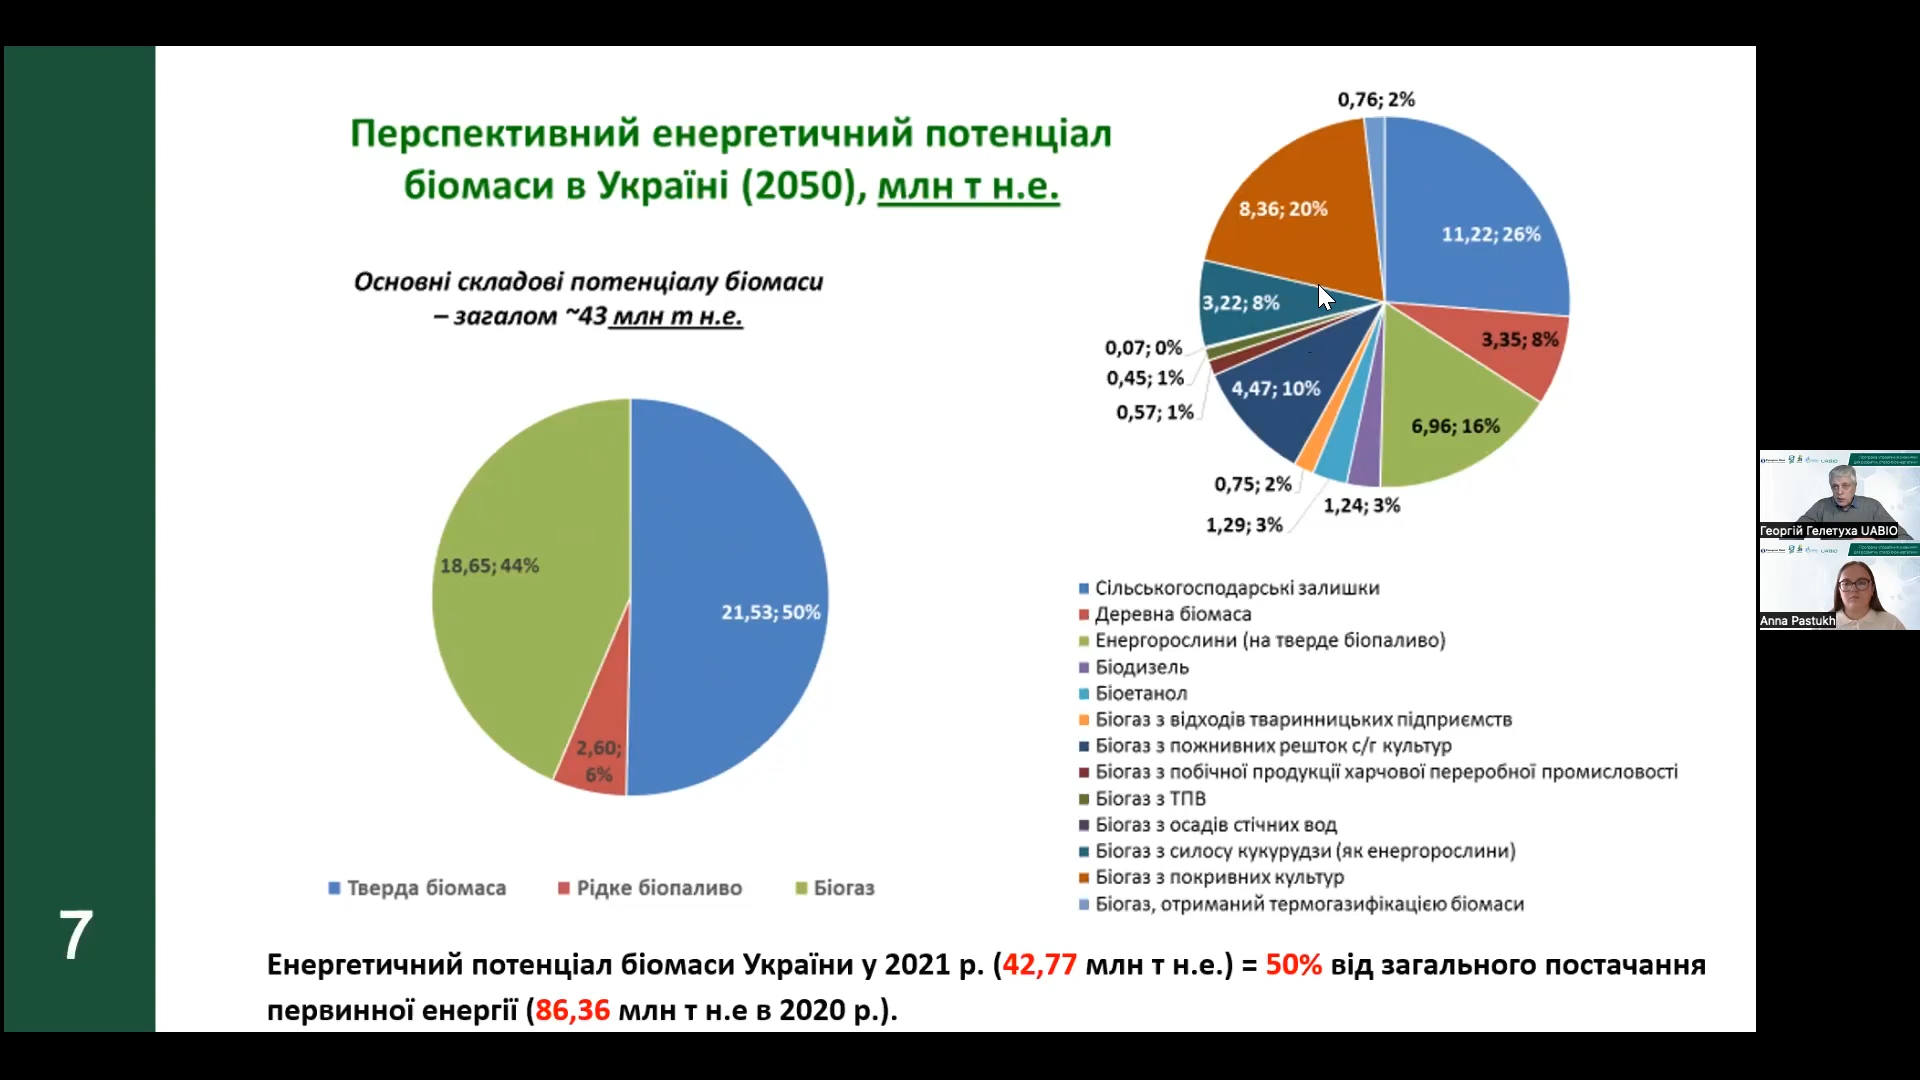 Перспективний енергетичний потенціал
біомаси в Україні (2050), млн т н.е.
Основні складові потенціалу біомаси
– загалом ~43 млн т н.е.
18,65; 44%
21,53; 50%
2,60;
6%
Тверда біомаса
Рідке біопаливо
Біогаз
0,76; 2%
8,36; 20%
11,22; 26%
3,22; 8%
3,35; 8%
0,07; 0%
0,45; 1%
0,57; 1%
4,47; 10%
6,96; 16%
0,75; 2%
1,24; 3%
1,29; 3%
Сільськогосподарські залишки
Деревна біомаса
Енергорослини (на тверде біопаливо)
Біодизель
Біоетанол
Біогаз з відходів тваринницьких підприємств
Біогаз з пожнивних решток с/г культур
Біогаз з побічної продукції харчової переробної промисловості
Біогаз з ТПВ
Біогаз з осадів стічних вод
Біогаз з силосу кукурудзи (як енергорослини)
Біогаз з покривних культур
Біогаз, отриманий термогазифікацією біомаси
7
Енергетичний потенціал біомаси України у 2021 р. (42,77 млн т н.е.) = 50% від загального постачання
первинної енергії (86,36 млн т н.е в 2020 р.).
Георгій Гелетуха UABIO
Anna Pastukh